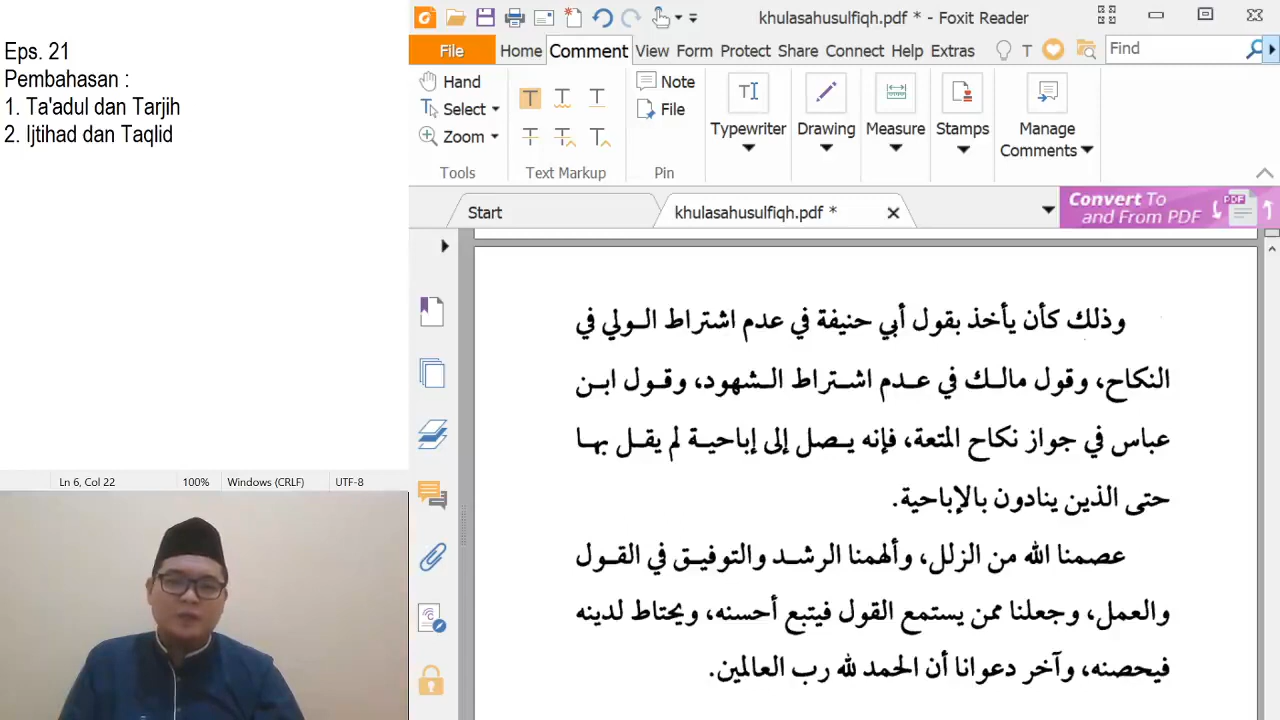 Eps. 21
Pembahasan :
1. Ta'adul dan Tarjih
2. Ijtihad dan Taqlid
Ln 6, Col 22
100%
Windows (CRLF)
UTF-8
khulasahusulfiqh.pdf * - Foxit Reader
File
Home
Comment
View
Form
Protect
Share
Connect
Help
Extras
Find
Hand
Select
Zoom
Tools
Text Markup
Note
File
Pin
Typewriter
Drawing
Measure
Stamps
Manage
Comments
Start
khulasahusulfiqh.pdf *
Convert To
and From PDF
PDF
وذلك كأن يأخذ بقول أبي حنيفة في عدم اشتراط الـولي في
النكاح، وقول مالـك في عـدم اشـتراط الـشهود، وقـول ابـن
عباس في جواز نكاح المتعة، فإنه يـصل إلى إباحيـة لم يقـل بهـا
حتى الذين ينادون بالإباحية.
عصمنا الله من الزلل، وألهمنا الرشـد والتوفيـق في القـول
والعمل، وجعلنا ممن يستمع القول فيتبع أحسنه، ويحتاط لدينه
فيحصنه، وآخر دعوانا أن الحمد لله رب العالمين.